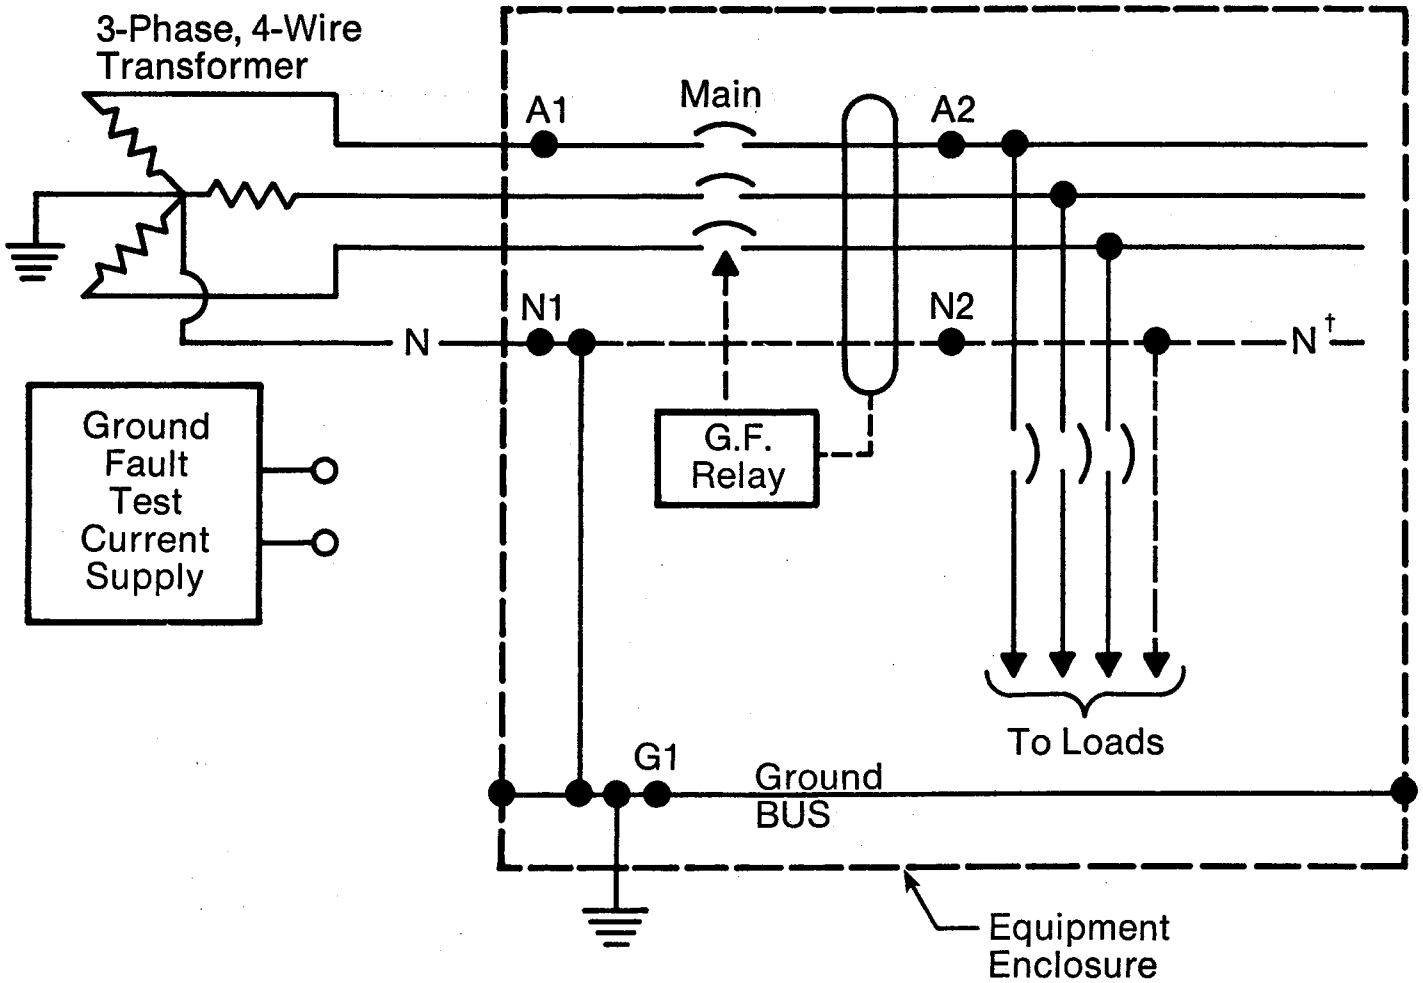 3-Phase, 4-Wire
Transformer
Main
A1
A2
N1
N2
N
N†
Ground
Fault
Test
Current
Supply
G.F.
Relay
To Loads
G1
Ground
BUS
Equipment
Enclosure